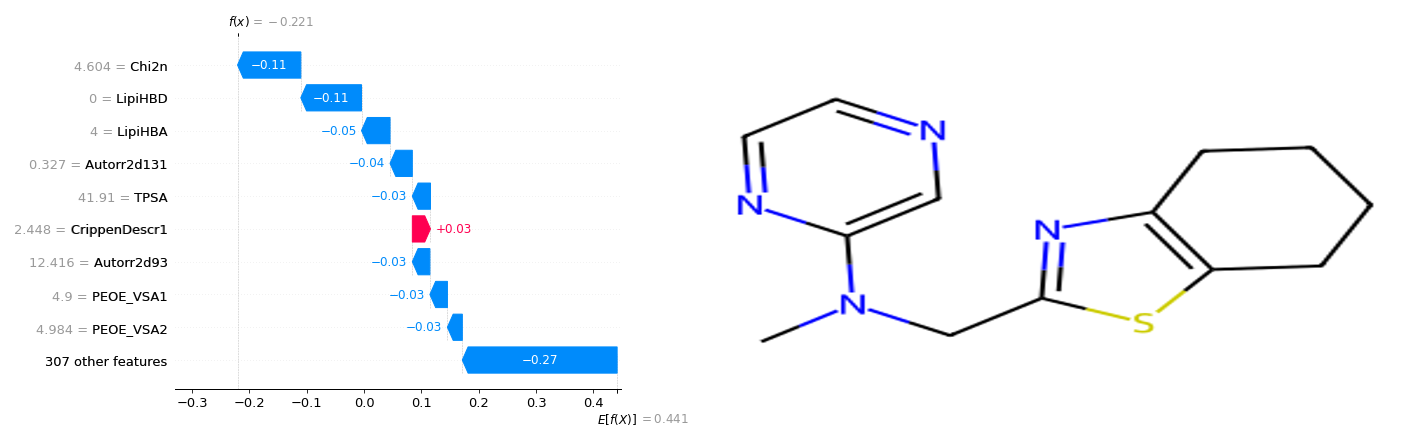 f(x) = −0.221
4.604 = Chi2n
−0.11
0 = LipiHBD
−0.11
4 = LipiHBA
−0.05
0.327 = Autorr2d131
−0.04
41.91 = TPSA
−0.03
2.448 = CrippenDescr1
+0.03
12.416 = Autorr2d93
−0.03
4.9 = PEOE_VSA1
−0.03
4.984 = PEOE_VSA2
−0.03
307 other features
−0.27
−0.3 −0.2 −0.1 0.0 0.1 0.2 0.3 0.4
E[f(X)] = 0.441
N
N
N
N
S